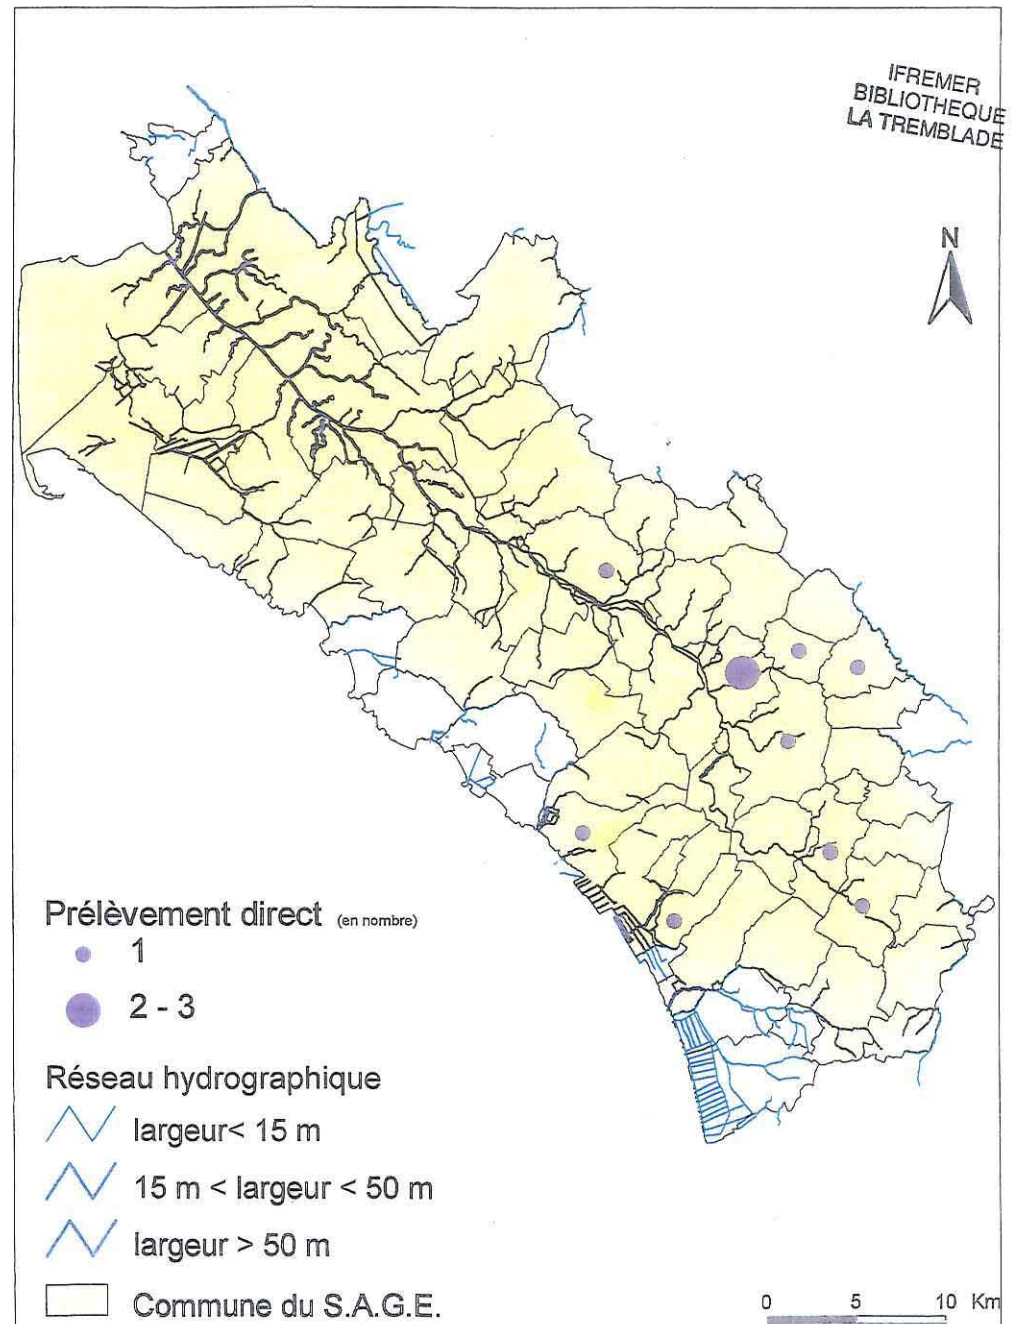 IFREMER
BIBLIOTHEQUE
LA TREMBLADE
N
Prélèvement direct (en nombre)
1
2 - 3
Réseau hydrographique
largeur< 15 m
15 m < largeur < 50 m
largeur > 50 m
Commune du S.A.G.E.
0 5 10 Km